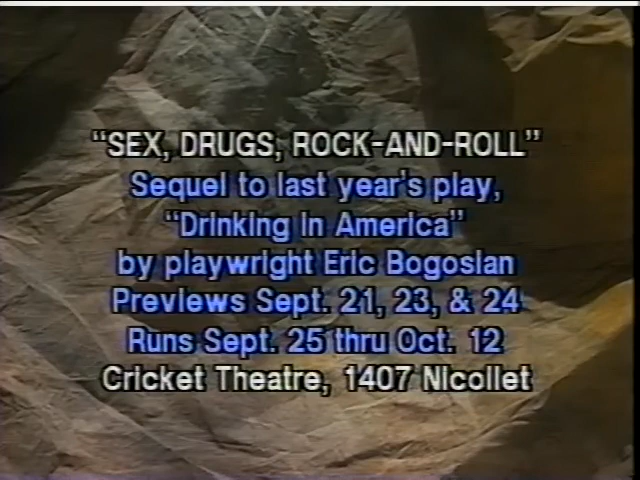 “SEX, DRUGS, ROCK-AND-ROLL”
Sequel to last year's play,
“Drinking In America”
by playwright Eric Bogosian
Previews Sept. 21, 23, & 24
Runs Sept. 25 thru Oct. 12
Cricket Theatre, 1407 Nicollet